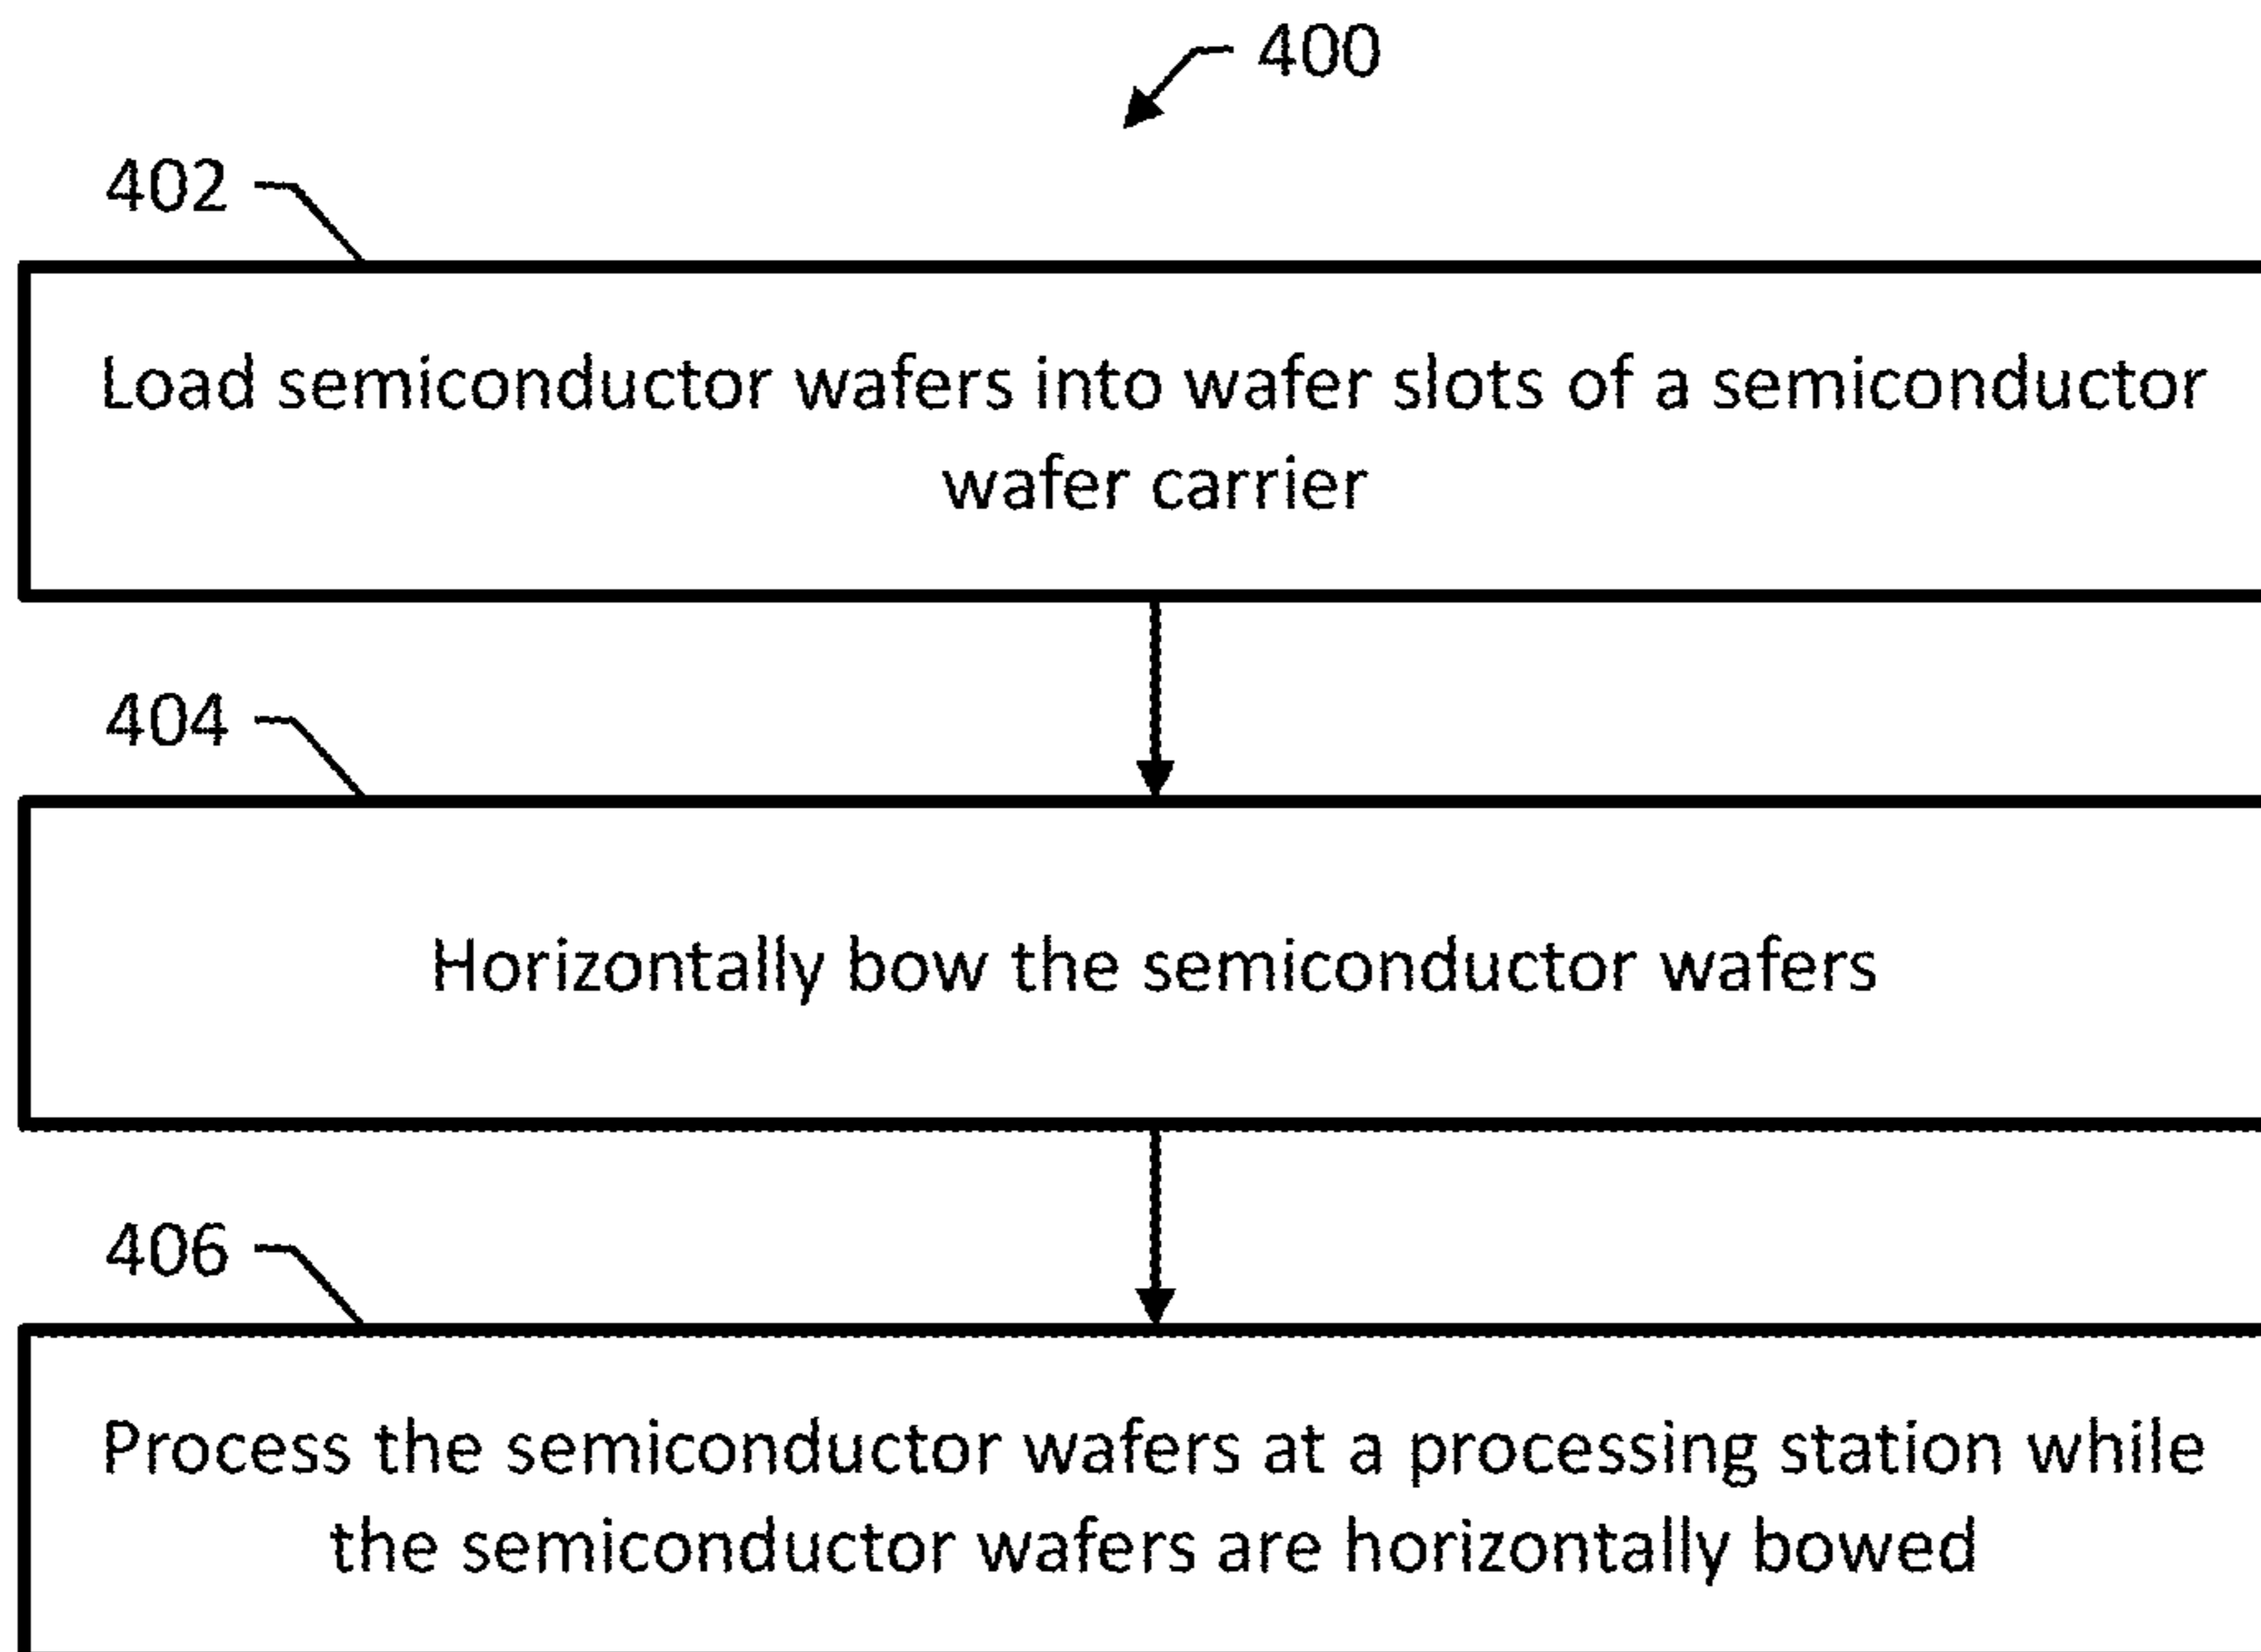 400
402
Load semiconductor wafers into wafer slots of a semiconductor
wafer carrier
404
Horizontally bow the semiconductor wafers
406
Process the semiconductor wafers at a processing station while
the semiconductor wafers are horizontally bowed